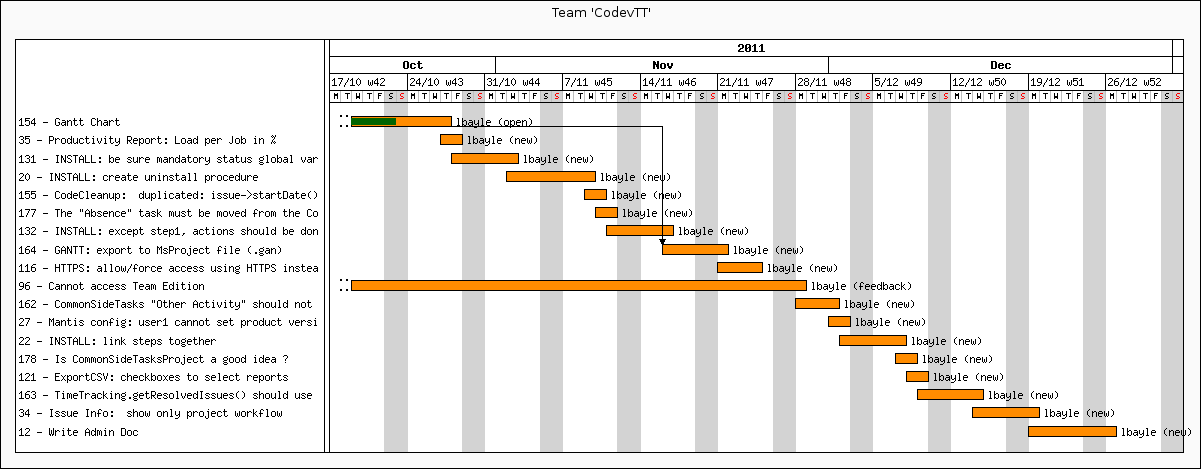 Team 'CodevTT'
2011
Oct Nov Dec
17/10 w42 24/10 w43 31/10 w44 7/11 w45 14/11 w46 21/11 w47 28/11 w48 5/12 w49 12/12 w50 19/12 w51 26/12 w52
M T W T F S S M T W T F S S M T W T F S S M T W T F S S M T W T F S S M T W T F S S M T W T F S S M T W T F S S M T W T F S S M T W T F S S M T W T F S S
154 - Gantt Chart lbayle (open)
35 - Productivity Report: Load per Job in % lbayle (new)
131 - INSTALL: be sure mandatory status global var lbayle (new)
20 - INSTALL: create uninstall procedure lbayle (new)
155 - CodeCleanup:  duplicated: issue->startDate() lbayle (new)
177 - The "Absence" task must be moved from the Co lbayle (new)
132 - INSTALL: except step1, actions should be don lbayle (new)
164 - GANTT: export to MsProject file (.gan) lbayle (new)
116 - HTTPS: allow/force access using HTTPS instea lbayle (new)
96 - Cannot access Team Edition lbayle (feedback)
162 - CommonSideTasks "Other Activity" should not lbayle (new)
27 - Mantis config: user1 cannot set product versi lbayle (new)
22 - INSTALL: link steps together lbayle (new)
178 - Is CommonSideTasksProject a good idea ? lbayle (new)
121 - ExportCSV: checkboxes to select reports lbayle (new)
163 - TimeTracking.getResolvedIssues() should use lbayle (new)
34 - Issue Info:  show only project workflow lbayle (new)
12 - Write Admin Doc lbayle (new)